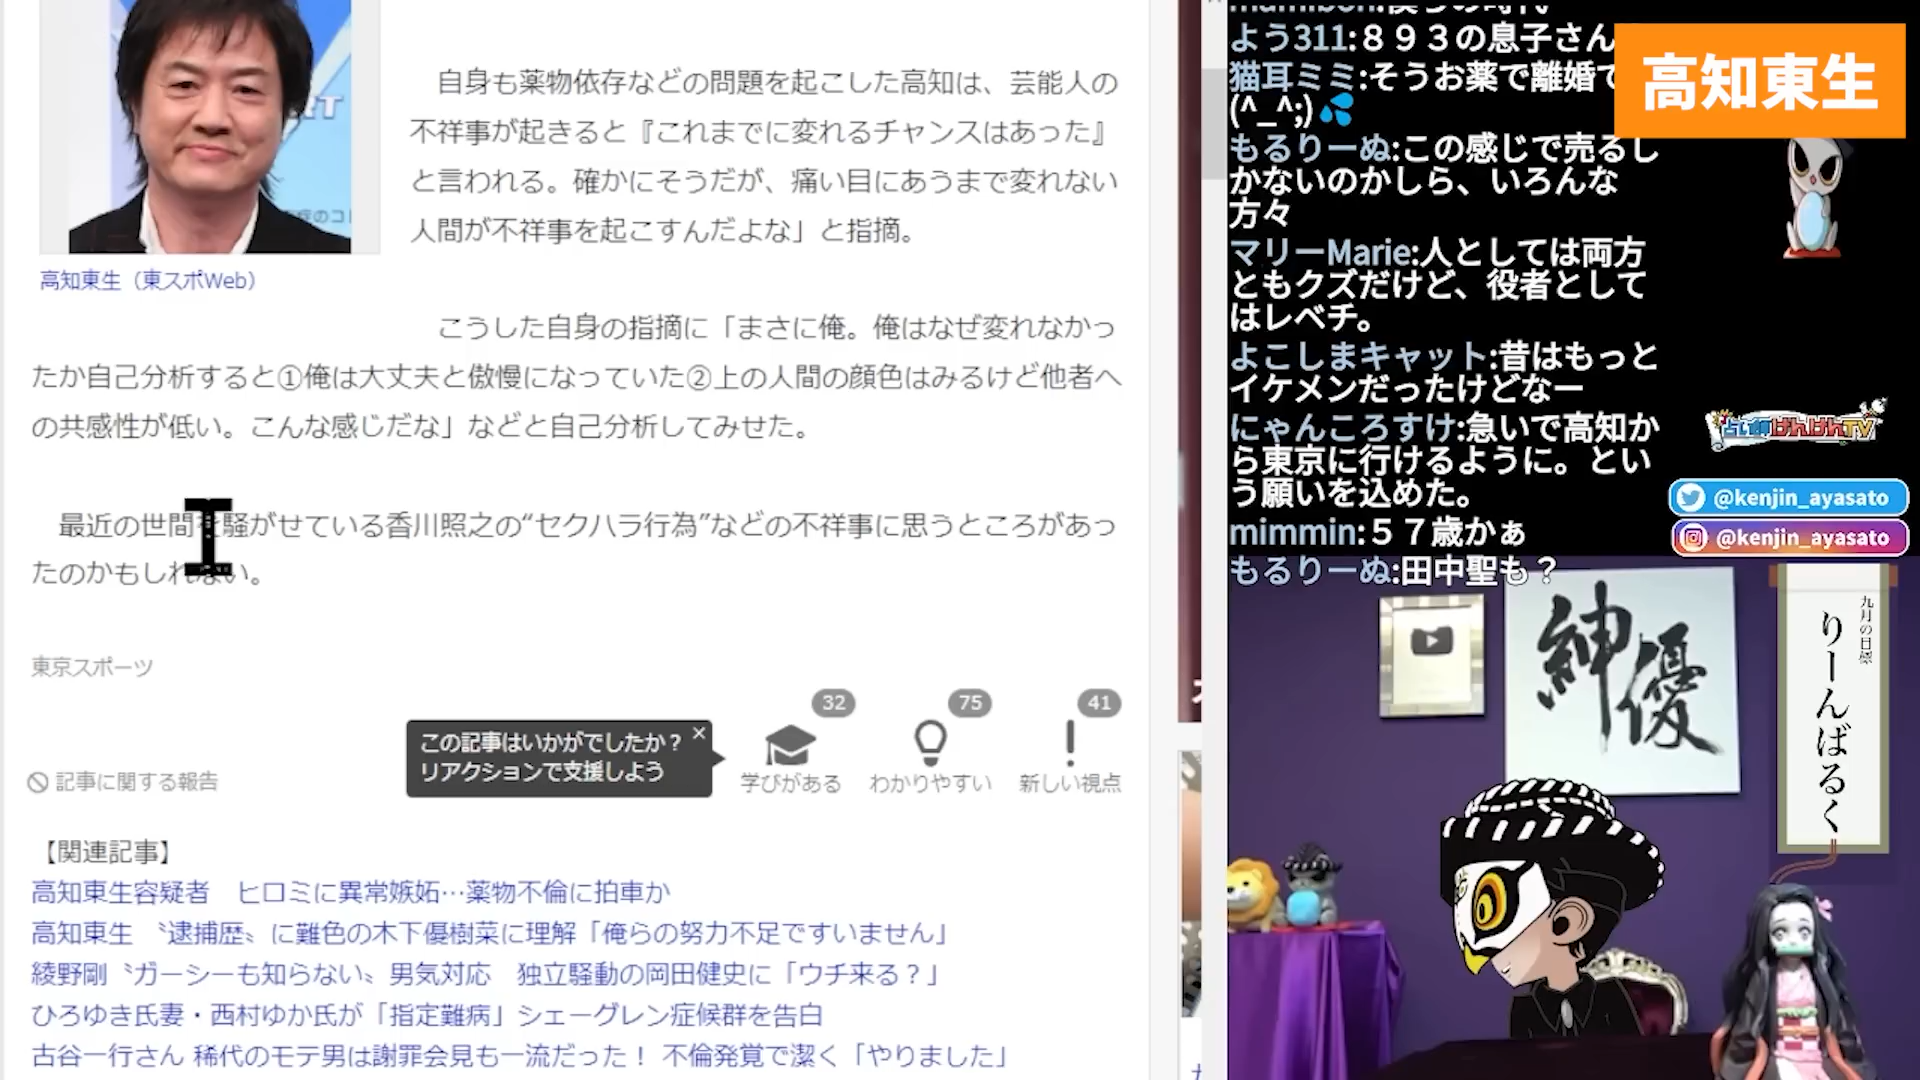 自身も薬物依存などの問題を起こした高知は、芸能人の
不祥事が起きると『これまでに変れるチャンスはあった』
と言われる。確かにそうだが、痛い目にあうまで変れない
人間が不祥事を起こすんだよな」と指摘。
高知東生（東スポWeb）
こうした自身の指摘に「まさに俺。俺はなぜ変れなかっ
たか自己分析すると①俺は大丈夫と傲慢になっていた②上の人間の顔色はみるけど他者へ
の共感性が低い。こんな感じだな」などと自己分析してみせた。
最近の世間を騒がせている香川照之の“セクハラ行為”などの不祥事に思うところがあっ
たのかもしれない。
東京スポーツ
この記事はいかがでしたか？
リアクションで支援しよう
32
学びがある
75
わかりやすい
41
新しい視点
記事に関する報告
【関連記事】
高知東生容疑者　ヒロミに異常嫉妬…薬物不倫に拍車か
高知東生　〝逮捕歴〟に難色の木下優樹菜に理解「俺らの努力不足ですいません」
綾野剛〝ガーシーも知らない〟男気対応　独立騒動の岡田健史に「ウチ来る？」
ひろゆき氏妻・西村ゆか氏が「指定難病」シェーグレン症候群を告白
古谷一行さん 稀代のモテ男は謝罪会見も一流だった！ 不倫発覚で潔く「やりました」
よう311:８９３の息子さん
猫耳ミミ:そうお薬で離婚で
(^_^;)💦
もるりーぬ:この感じで売るし
かないのかしら、いろんな
方々
マリーMarie:人としては両方
ともクズだけど、役者として
はレベチ。
よこしまキャット:昔はもっと
イケメンだったけどなー
にゃんころすけ:急いで高知か
ら東京に行けるように。とい
う願いを込めた。
mimmin:５７歳かぁ
もるりーぬ:田中聖も？
高知東生
占い師けんけんTV
@kenjin_ayasato
@kenjin_ayasato
紳優
九月の目標
りーんばるく